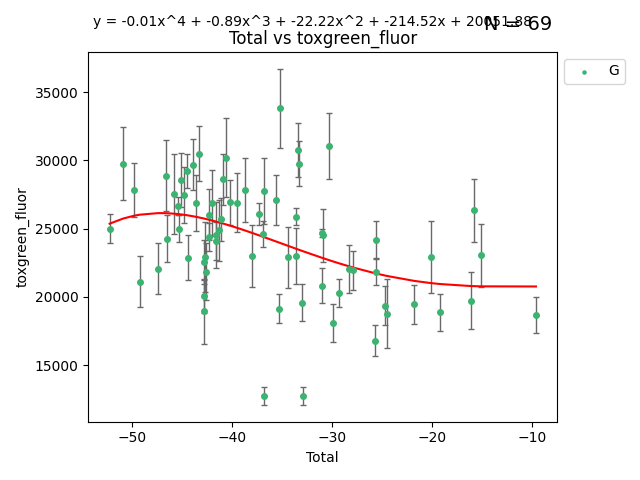 y = -0.01x^4 + -0.89x^3 + -22.22x^2 + -214.52x + 20051.88
N = 69
Total vs toxgreen_fluor
G
35000
30000
25000
20000
15000
toxgreen_fluor
−50
−40
−30
−20
−10
Total